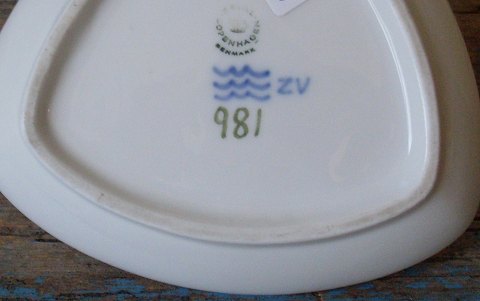 COPENHAGEN
DENMARK
ZV
981